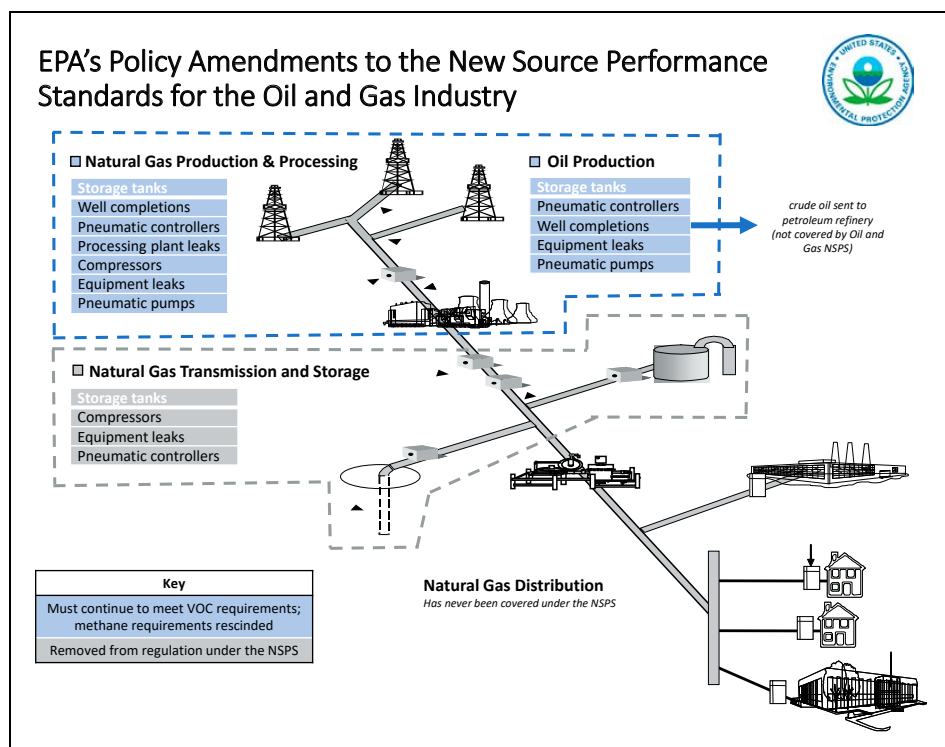 EPA's Policy Amendments to the New Source Performance
Standards for the Oil and Gas Industry
UNITED STATES
ENVIRONMENTAL PROTECTION AGENCY
Natural Gas Production & Processing
Storage tanks
Well completions
Pneumatic controllers
Processing plant leaks
Compressors
Equipment leaks
Pneumatic pumps
Oil Production
Storage tanks
Pneumatic controllers
Well completions
Equipment leaks
Pneumatic pumps
crude oil sent to
petroleum refinery
(not covered by Oil and
Gas NSPS)
Natural Gas Transmission and Storage
Storage tanks
Compressors
Equipment leaks
Pneumatic controllers
Natural Gas Distribution
Has never been covered under the NSPS
Key
Must continue to meet VOC requirements;
methane requirements rescinded
Removed from regulation under the NSPS